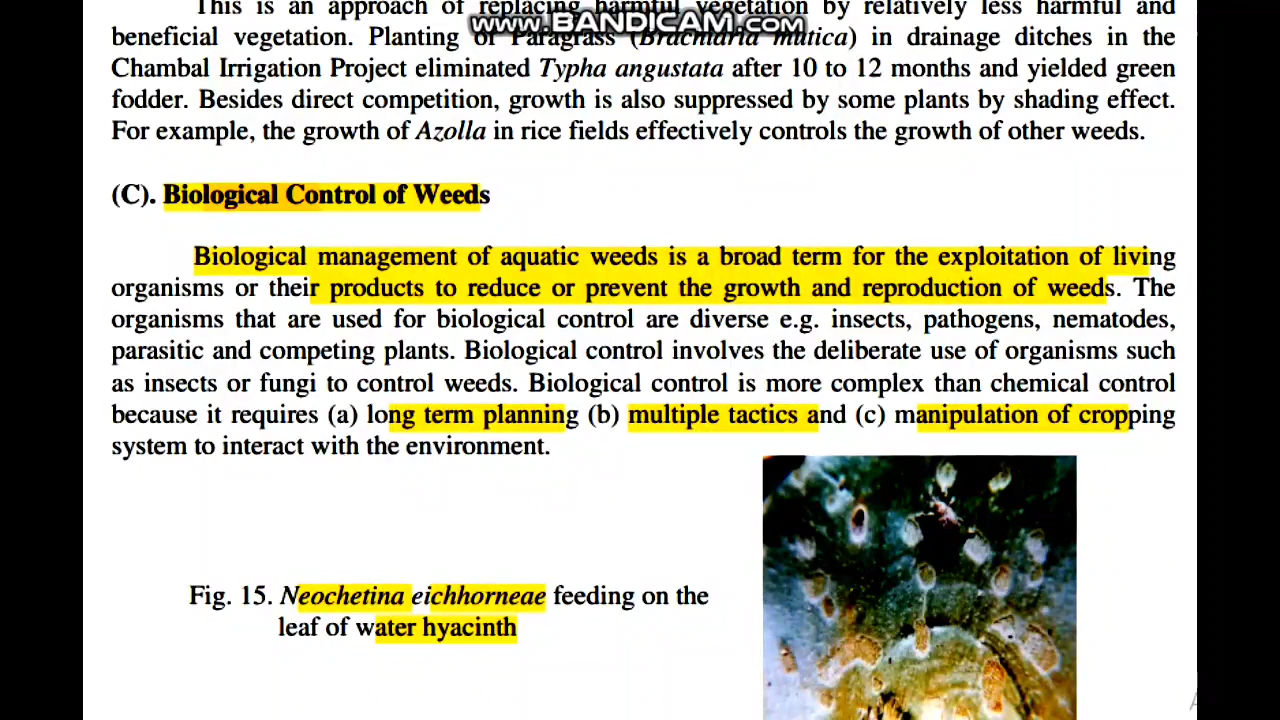 This is an approach of replacing harmful vegetation by relatively less harmful and
www.BANDICAM.com
beneficial vegetation. Planting of Paragrass (Brachiaria mutica) in drainage ditches in the
Chambal Irrigation Project eliminated Typha angustata after 10 to 12 months and yielded green
fodder. Besides direct competition, growth is also suppressed by some plants by shading effect.
For example, the growth of Azolla in rice fields effectively controls the growth of other weeds.
(C). Biological Control of Weeds
Biological management of aquatic weeds is a broad term for the exploitation of living
organisms or their products to reduce or prevent the growth and reproduction of weeds. The
organisms that are used for biological control are diverse e.g. insects, pathogens, nematodes,
parasitic and competing plants. Biological control involves the deliberate use of organisms such
as insects or fungi to control weeds. Biological control is more complex than chemical control
because it requires (a) long term planning (b) multiple tactics and (c) manipulation of cropping
system to interact with the environment.
Fig. 15. Neochetina eichhorneae feeding on the
leaf of water hyacinth